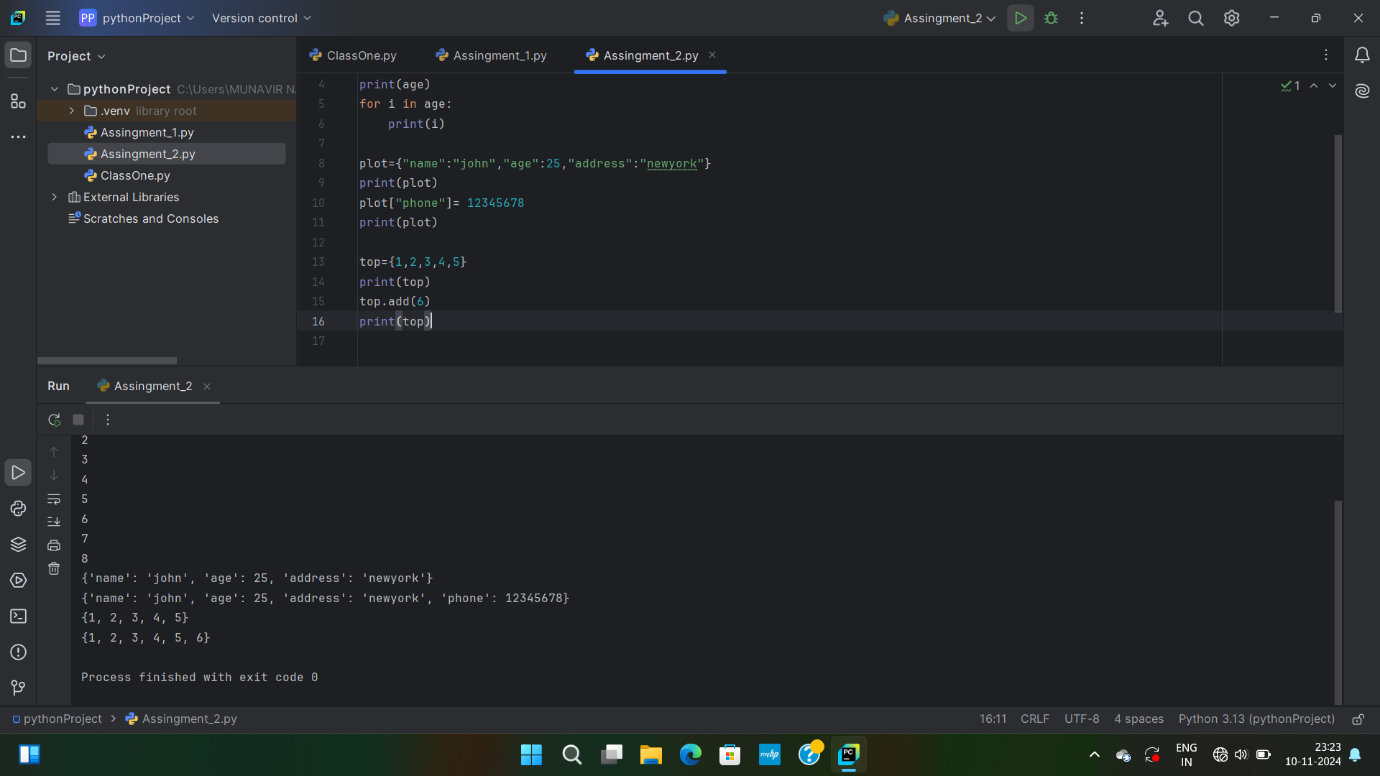 PP pythonProject Version control Assingment_2
Project
ClassOne.py Assingment_1.py Assingment_2.py
pythonProject C:\Users\MUNAVIR N
.venv library root
Assingment_1.py
Assingment_2.py
ClassOne.py
External Libraries
Scratches and Consoles
1
4 print(age)
5 for i in age:
6     print(i)
7
8 plot={"name":"john","age":25,"address":"newyork"}
9 print(plot)
10 plot["phone"]= 12345678
11 print(plot)
12
13 top={1,2,3,4,5}
14 print(top)
15 top.add(6)
16 print(top)
17
Run Assingment_2
2
3
4
5
6
7
8
{'name': 'john', 'age': 25, 'address': 'newyork'}
{'name': 'john', 'age': 25, 'address': 'newyork', 'phone': 12345678}
{1, 2, 3, 4, 5}
{1, 2, 3, 4, 5, 6}
Process finished with exit code 0
pythonProject Assingment_2.py 16:11 CRLF UTF-8 4 spaces Python 3.13 (pythonProject)
ENG 23:23
IN 10-11-2024